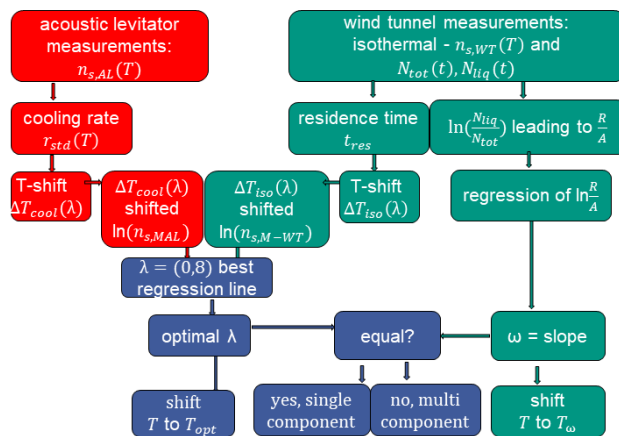 acoustic levitator
measurements:
n_{s,AL}(T)
wind tunnel measurements:
isothermal - n_{s,WT}(T) and
N_{tot}(t), N_{liq}(t)
cooling rate
r_{std}(T)
residence time
t_{res}
ln(\frac{N_{liq}}{N_{tot}}) leading to \frac{R}{A}
T-shift
ΔT_{cool}(λ)
ΔT_{cool}(λ)
shifted
ln(n_{s,MAL})
ΔT_{iso}(λ)
shifted
ln(n_{s,M−WT})
T-shift
ΔT_{iso}(λ)
regression of ln\frac{R}{A}
λ = (0,8) best
regression line
optimal λ
equal?
ω = slope
shift
T to T_{opt}
yes, single
component
no, multi
component
shift
T to T_ω